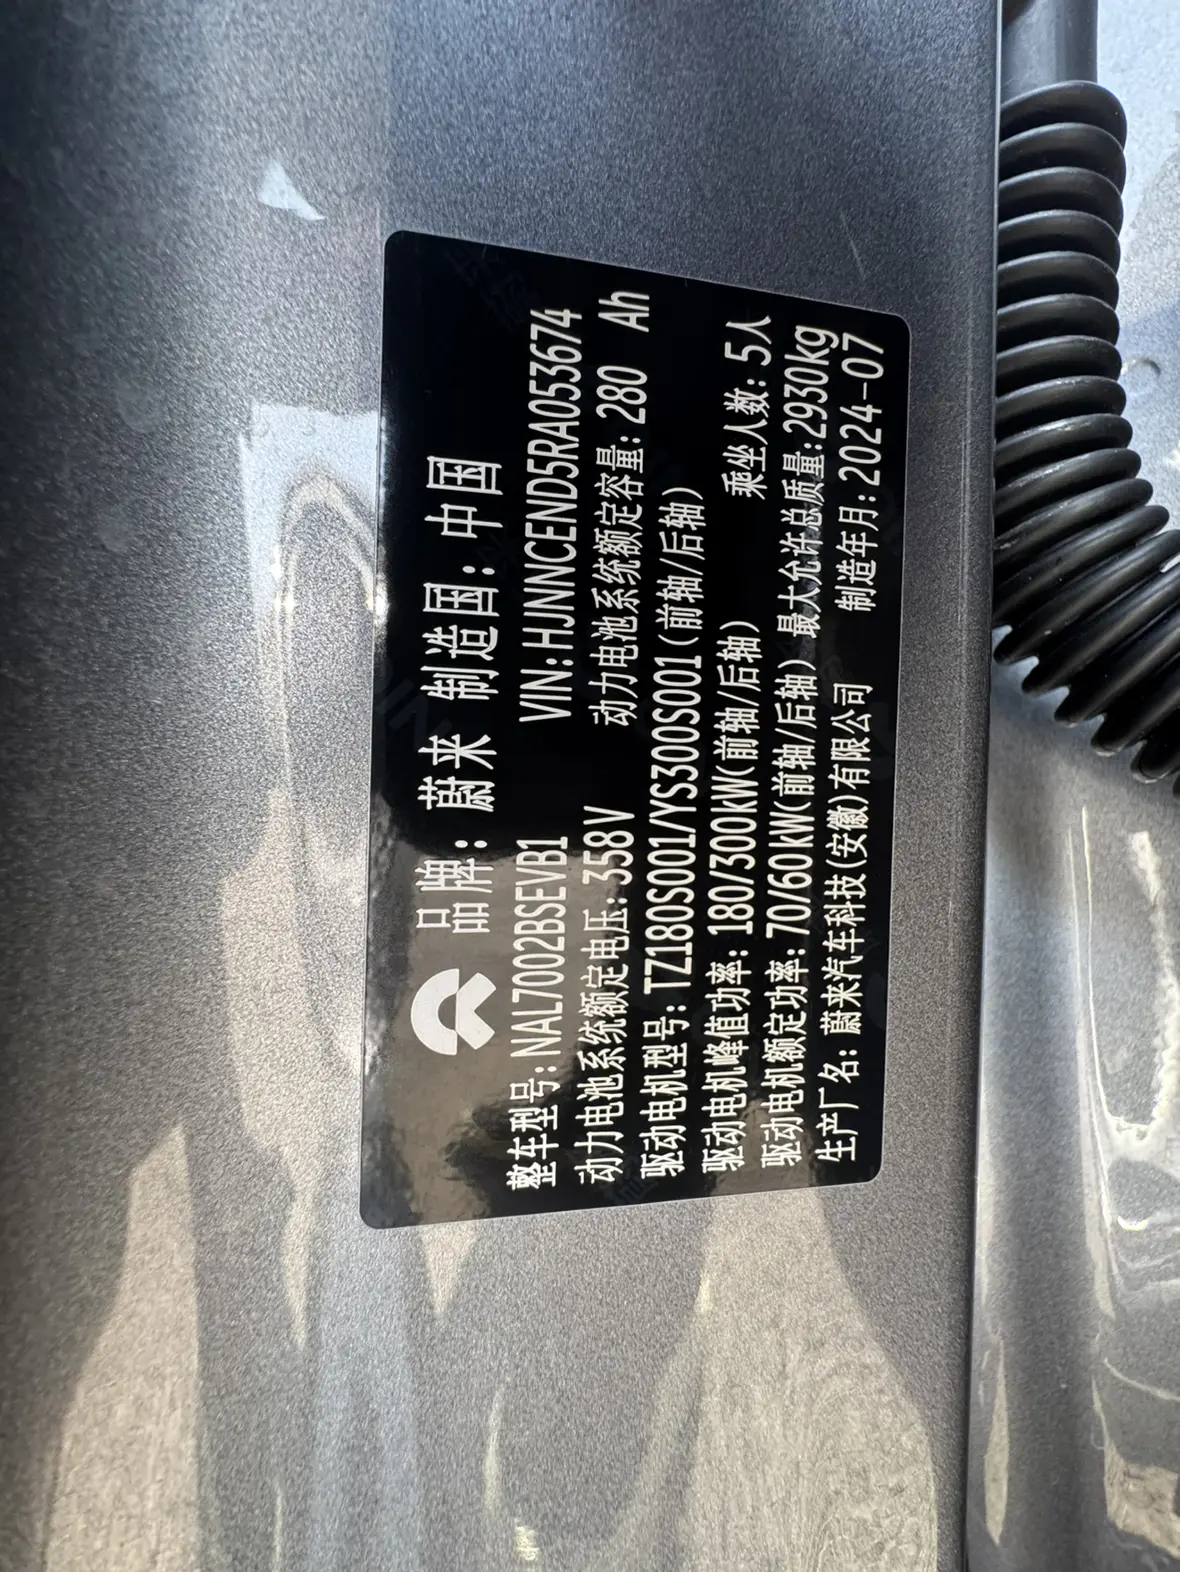 品牌：蔚来 制造国：中国
整车型号：NAL7002BSEVB1 VIN：HJNNCEND5RA053674
动力电池系统额定电压：358V 动力电池系统额定容量：280 Ah
驱动电机型号：TZ180S001/YS300S001（前轴/后轴）
驱动电机峰值功率：180/300kW（前轴/后轴） 乘坐人数：5人
驱动电机额定功率：70/60kW（前轴/后轴） 最大允许总质量：2930kg
生产厂名：蔚来汽车科技（安徽）有限公司 制造年月：2024-07